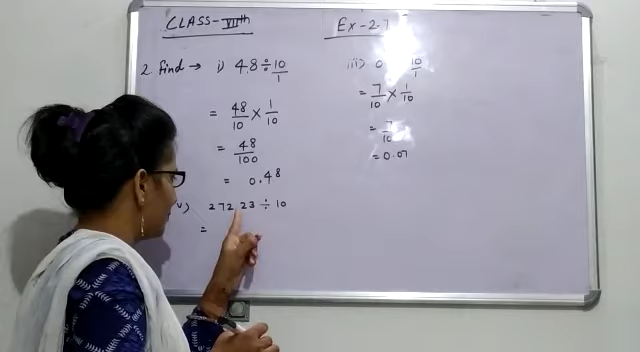 CLASS-VIIth
Ex-2.7
2. Find → i) 4.8 ÷ 10/1
= 48/10 × 1/10
= 48/100
= 0.48
v) 272.23 ÷ 10
=
iii) 0 10/1
= 7/10 × 1/10
= 7/10
= 0.07